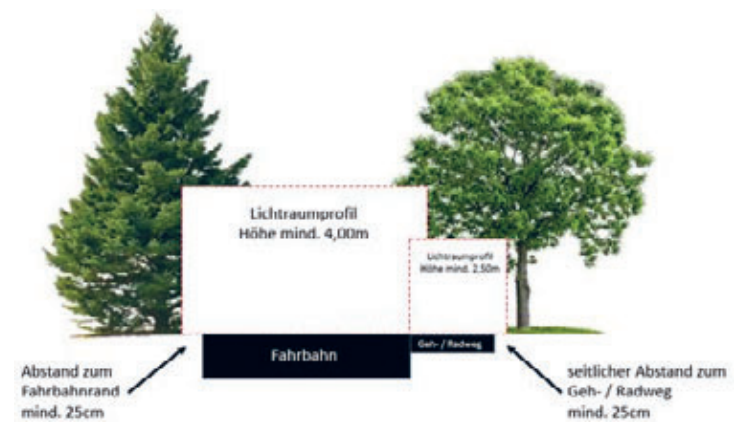 Lichtraumprofil
Höhe mind. 4,00m
Lichtraumprofil
Höhe mind. 2,50m
Fahrbahn
Geh- / Radweg
Abstand zum
Fahrbahnrand
mind. 25cm
seitlicher Abstand zum
Geh- / Radweg
mind. 25cm